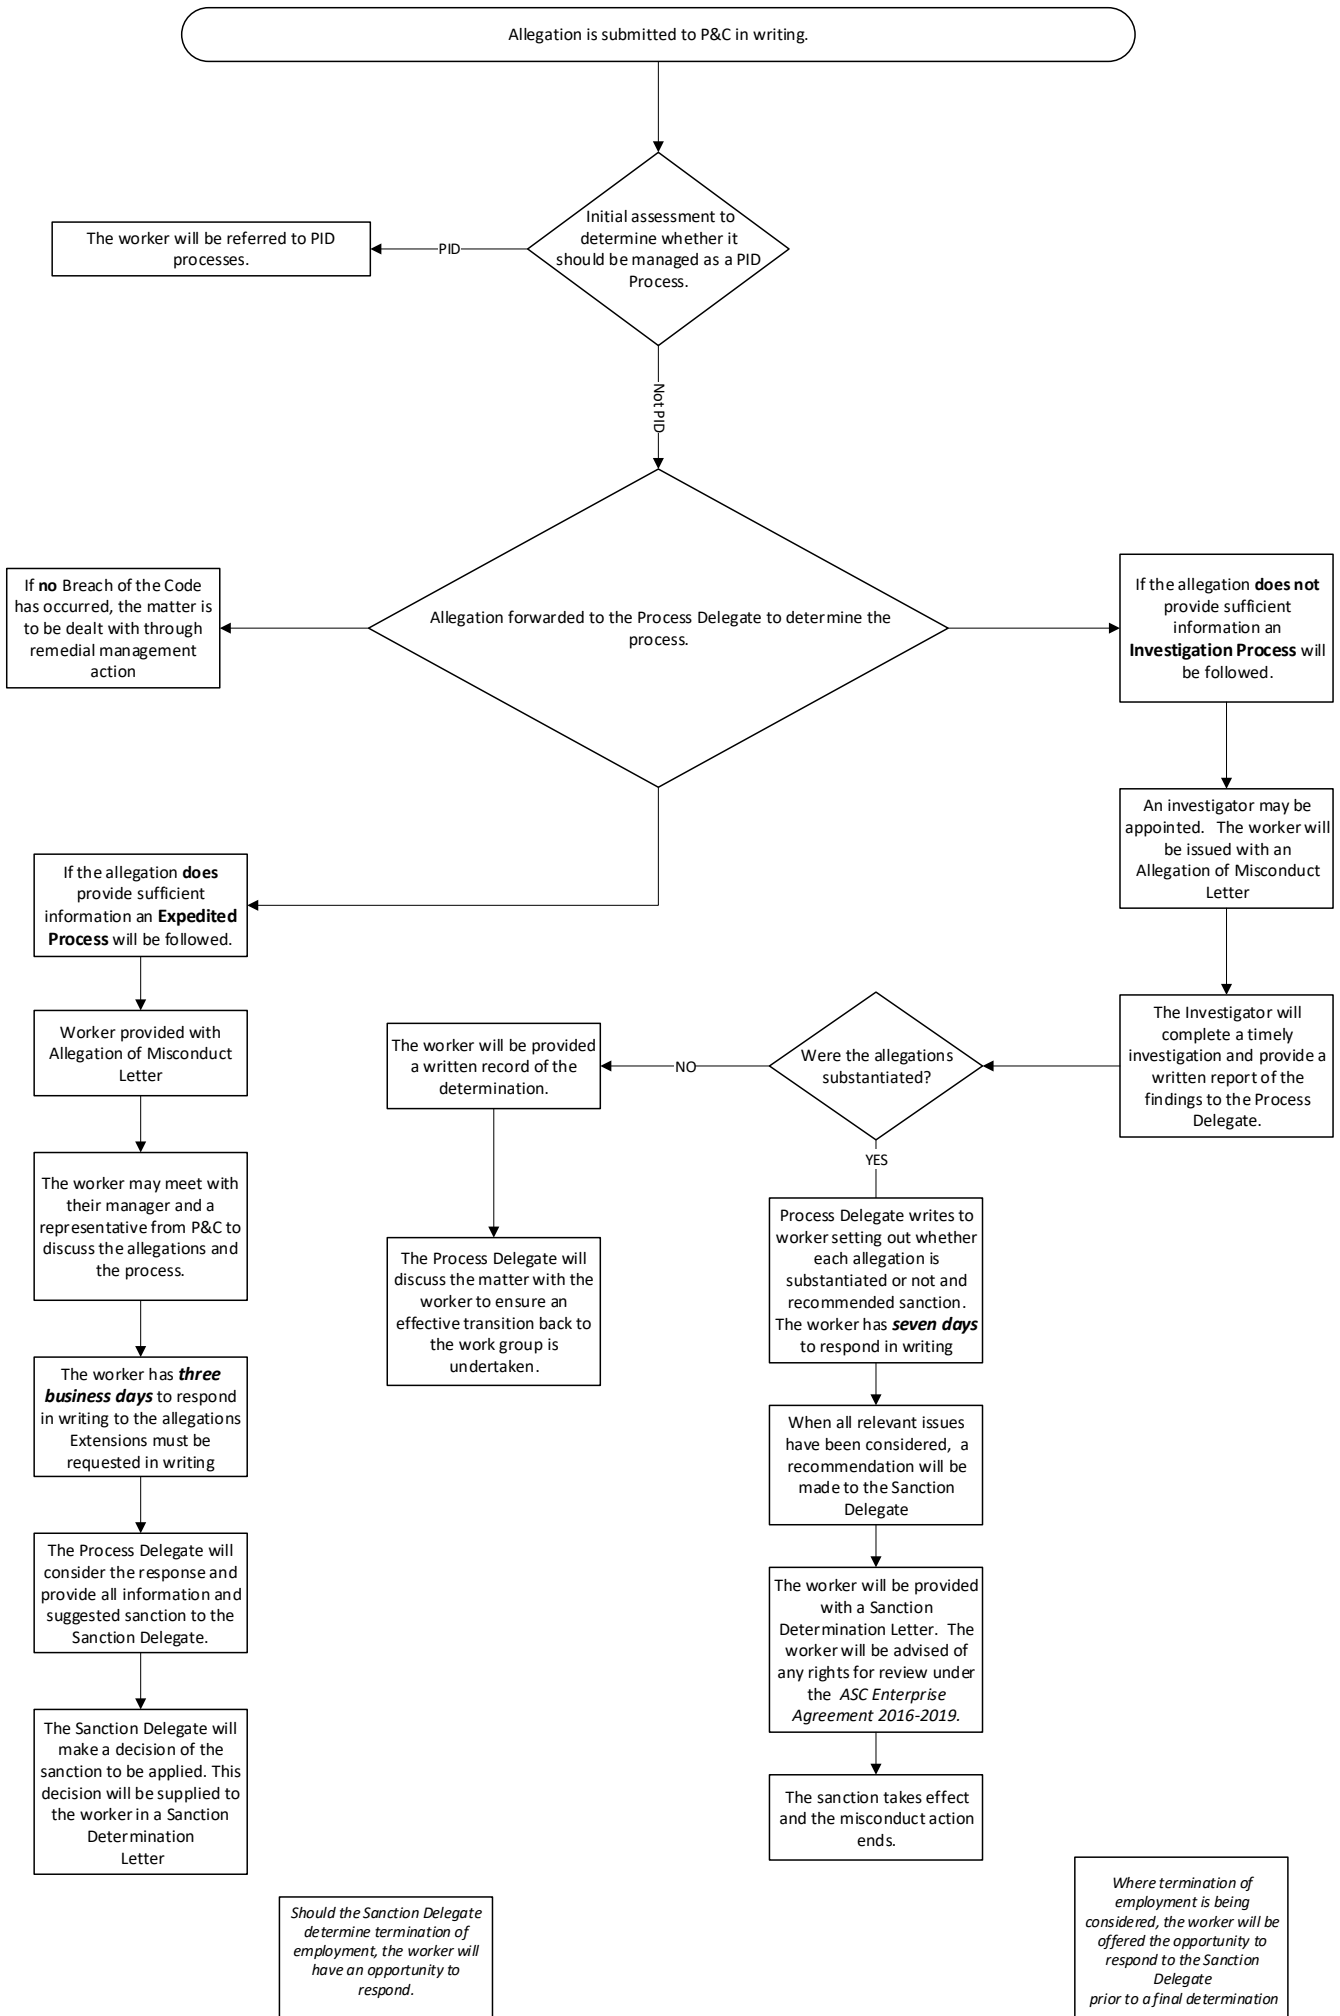 Allegation is submitted to P&C in writing.
Initial assessment to
determine whether it
should be managed as a PID
Process.
PID
The worker will be referred to PID
processes.
Not PID
Allegation forwarded to the Process Delegate to determine the
process.
If no Breach of the Code
has occurred, the matter is
to be dealt with through
remedial management
action
If the allegation does not
provide sufficient
information an
Investigation Process will
be followed.
An investigator may be
appointed. The worker will
be issued with an
Allegation of Misconduct
Letter
The Investigator will
complete a timely
investigation and provide a
written report of the
findings to the Process
Delegate.
Were the allegations
substantiated?
NO
The worker will be provided
a written record of the
determination.
The Process Delegate will
discuss the matter with the
worker to ensure an
effective transition back to
the work group is
undertaken.
YES
Process Delegate writes to
worker setting out whether
each allegation is
substantiated or not and
recommended sanction.
The worker has seven days
to respond in writing
When all relevant issues
have been considered, a
recommendation will be
made to the Sanction
Delegate
The worker will be provided
with a Sanction
Determination Letter. The
worker will be advised of
any rights for review under
the ASC Enterprise
Agreement 2016-2019.
The sanction takes effect
and the misconduct action
ends.
If the allegation does
provide sufficient
information an Expedited
Process will be followed.
Worker provided with
Allegation of Misconduct
Letter
The worker may meet with
their manager and a
representative from P&C to
discuss the allegations and
the process.
The worker has three
business days to respond
in writing to the allegations
Extensions must be
requested in writing
The Process Delegate will
consider the response and
provide all information and
suggested sanction to the
Sanction Delegate.
The Sanction Delegate will
make a decision of the
sanction to be applied. This
decision will be supplied to
the worker in a Sanction
Determination
Letter
Should the Sanction Delegate
determine termination of
employment, the worker will
have an opportunity to
respond.
Where termination of
employment is being
considered, the worker will be
offered the opportunity to
respond to the Sanction
Delegate
prior to a final determination